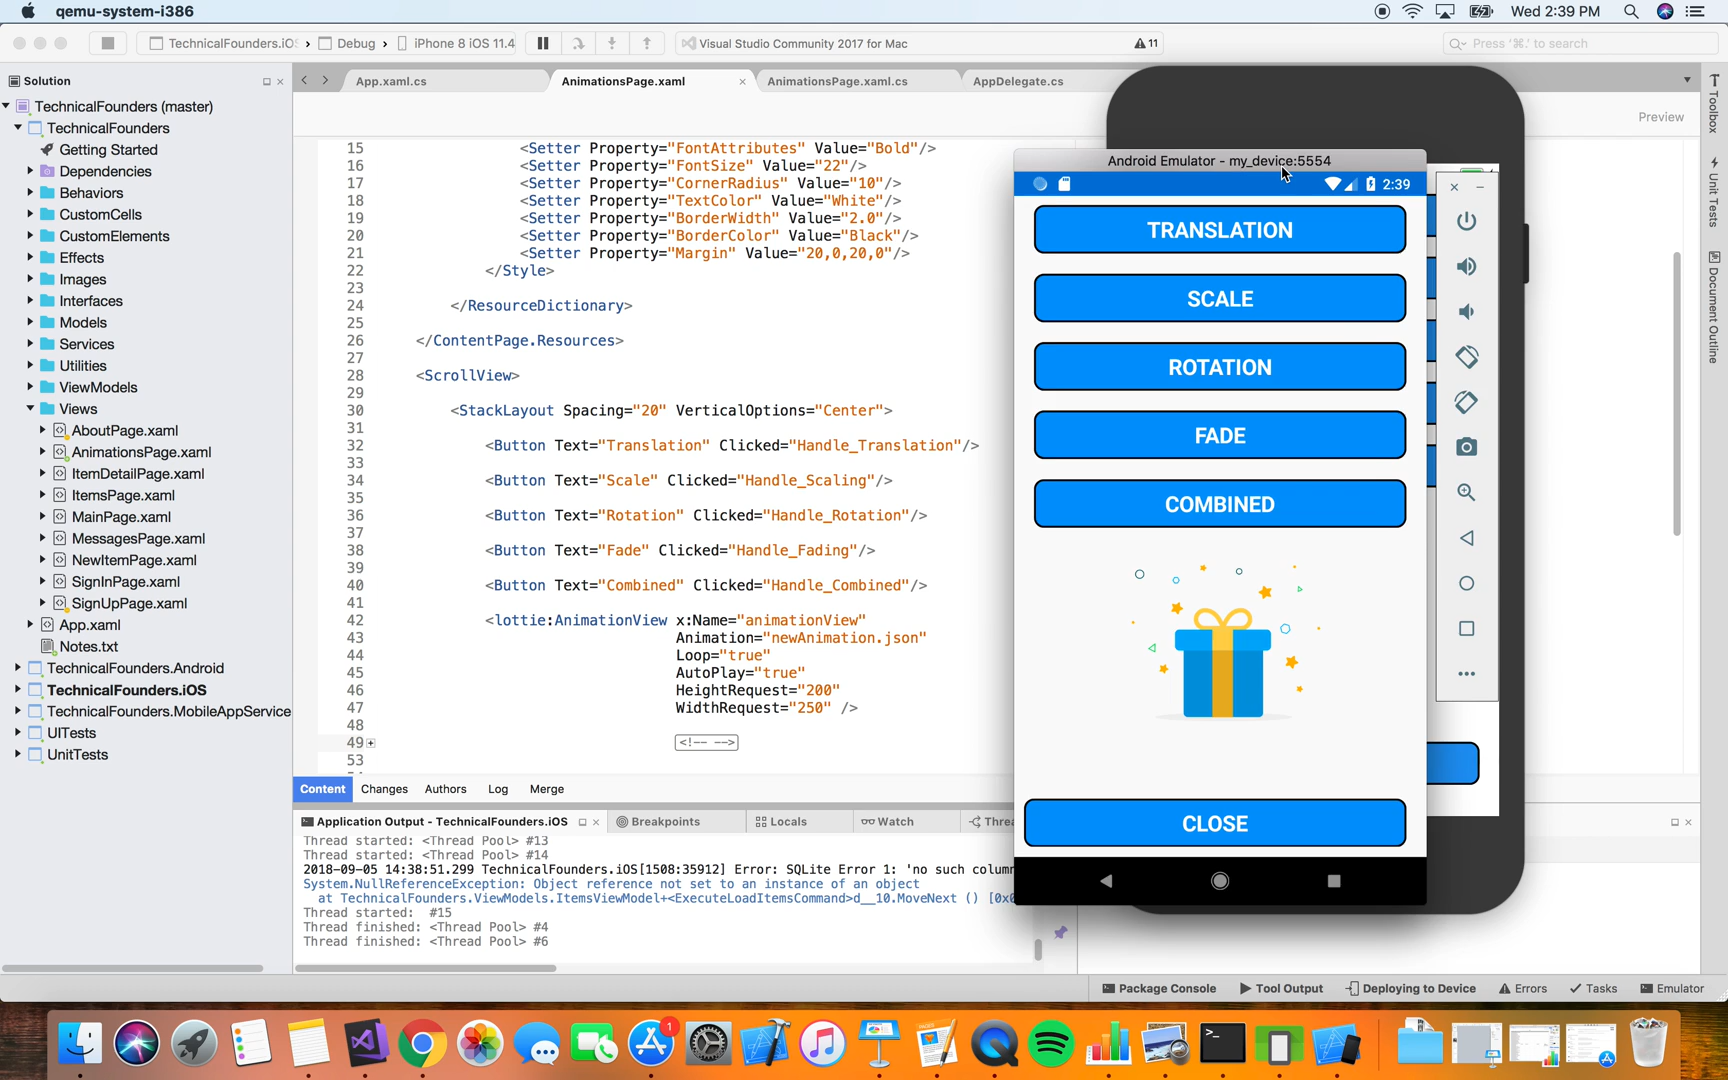 qemu-system-i386
Wed 2:39 PM
TechnicalFounders.iO
Debug
iPhone 8 iOS 11.4
Visual Studio Community 2017 for Mac
11
Press '⌘.' to search
Solution
App.xaml.cs
AnimationsPage.xaml
AnimationsPage.xaml.cs
AppDelegate.cs
Preview
Toolbox
Unit Tests
Document Outline
TechnicalFounders (master)
TechnicalFounders
Getting Started
Dependencies
Behaviors
CustomCells
CustomElements
Effects
Images
Interfaces
Models
Services
Utilities
ViewModels
Views
AboutPage.xaml
AnimationsPage.xaml
ItemDetailPage.xaml
ItemsPage.xaml
MainPage.xaml
MessagesPage.xaml
NewItemPage.xaml
SignInPage.xaml
SignUpPage.xaml
App.xaml
Notes.txt
TechnicalFounders.Android
TechnicalFounders.iOS
TechnicalFounders.MobileAppService
UITests
UnitTests
15 <Setter Property="FontAttributes" Value="Bold"/>
16 <Setter Property="FontSize" Value="22"/>
17 <Setter Property="CornerRadius" Value="10"/>
18 <Setter Property="TextColor" Value="White"/>
19 <Setter Property="BorderWidth" Value="2.0"/>
20 <Setter Property="BorderColor" Value="Black"/>
21 <Setter Property="Margin" Value="20,0,20,0"/>
22 </Style>
23
24 </ResourceDictionary>
25
26 </ContentPage.Resources>
27
28 <ScrollView>
29
30 <StackLayout Spacing="20" VerticalOptions="Center">
31
32 <Button Text="Translation" Clicked="Handle_Translation"/>
33
34 <Button Text="Scale" Clicked="Handle_Scaling"/>
35
36 <Button Text="Rotation" Clicked="Handle_Rotation"/>
37
38 <Button Text="Fade" Clicked="Handle_Fading"/>
39
40 <Button Text="Combined" Clicked="Handle_Combined"/>
41
42 <lottie:AnimationView x:Name="animationView"
43 Animation="newAnimation.json"
44 Loop="true"
45 AutoPlay="true"
46 HeightRequest="200"
47 WidthRequest="250" />
48
49 <!-- -->
53
Content Changes Authors Log Merge
Application Output - TechnicalFounders.iOS
Breakpoints
Locals
Watch
Threa
Thread started: <Thread Pool> #13
Thread started: <Thread Pool> #14
2018-09-05 14:38:51.299 TechnicalFounders.iOS[1508:35912] Error: SQLite Error 1: 'no such colum
System.NullReferenceException: Object reference not set to an instance of an object
at TechnicalFounders.ViewModels.ItemsViewModel+<ExecuteLoadItemsCommand>d__10.MoveNext () [0x0
Thread started: #15
Thread finished: <Thread Pool> #4
Thread finished: <Thread Pool> #6
Android Emulator - my_device:5554
2:39
TRANSLATION
SCALE
ROTATION
FADE
COMBINED
CLOSE
Package Console
Tool Output
Deploying to Device
Errors
Tasks
Emulator
1